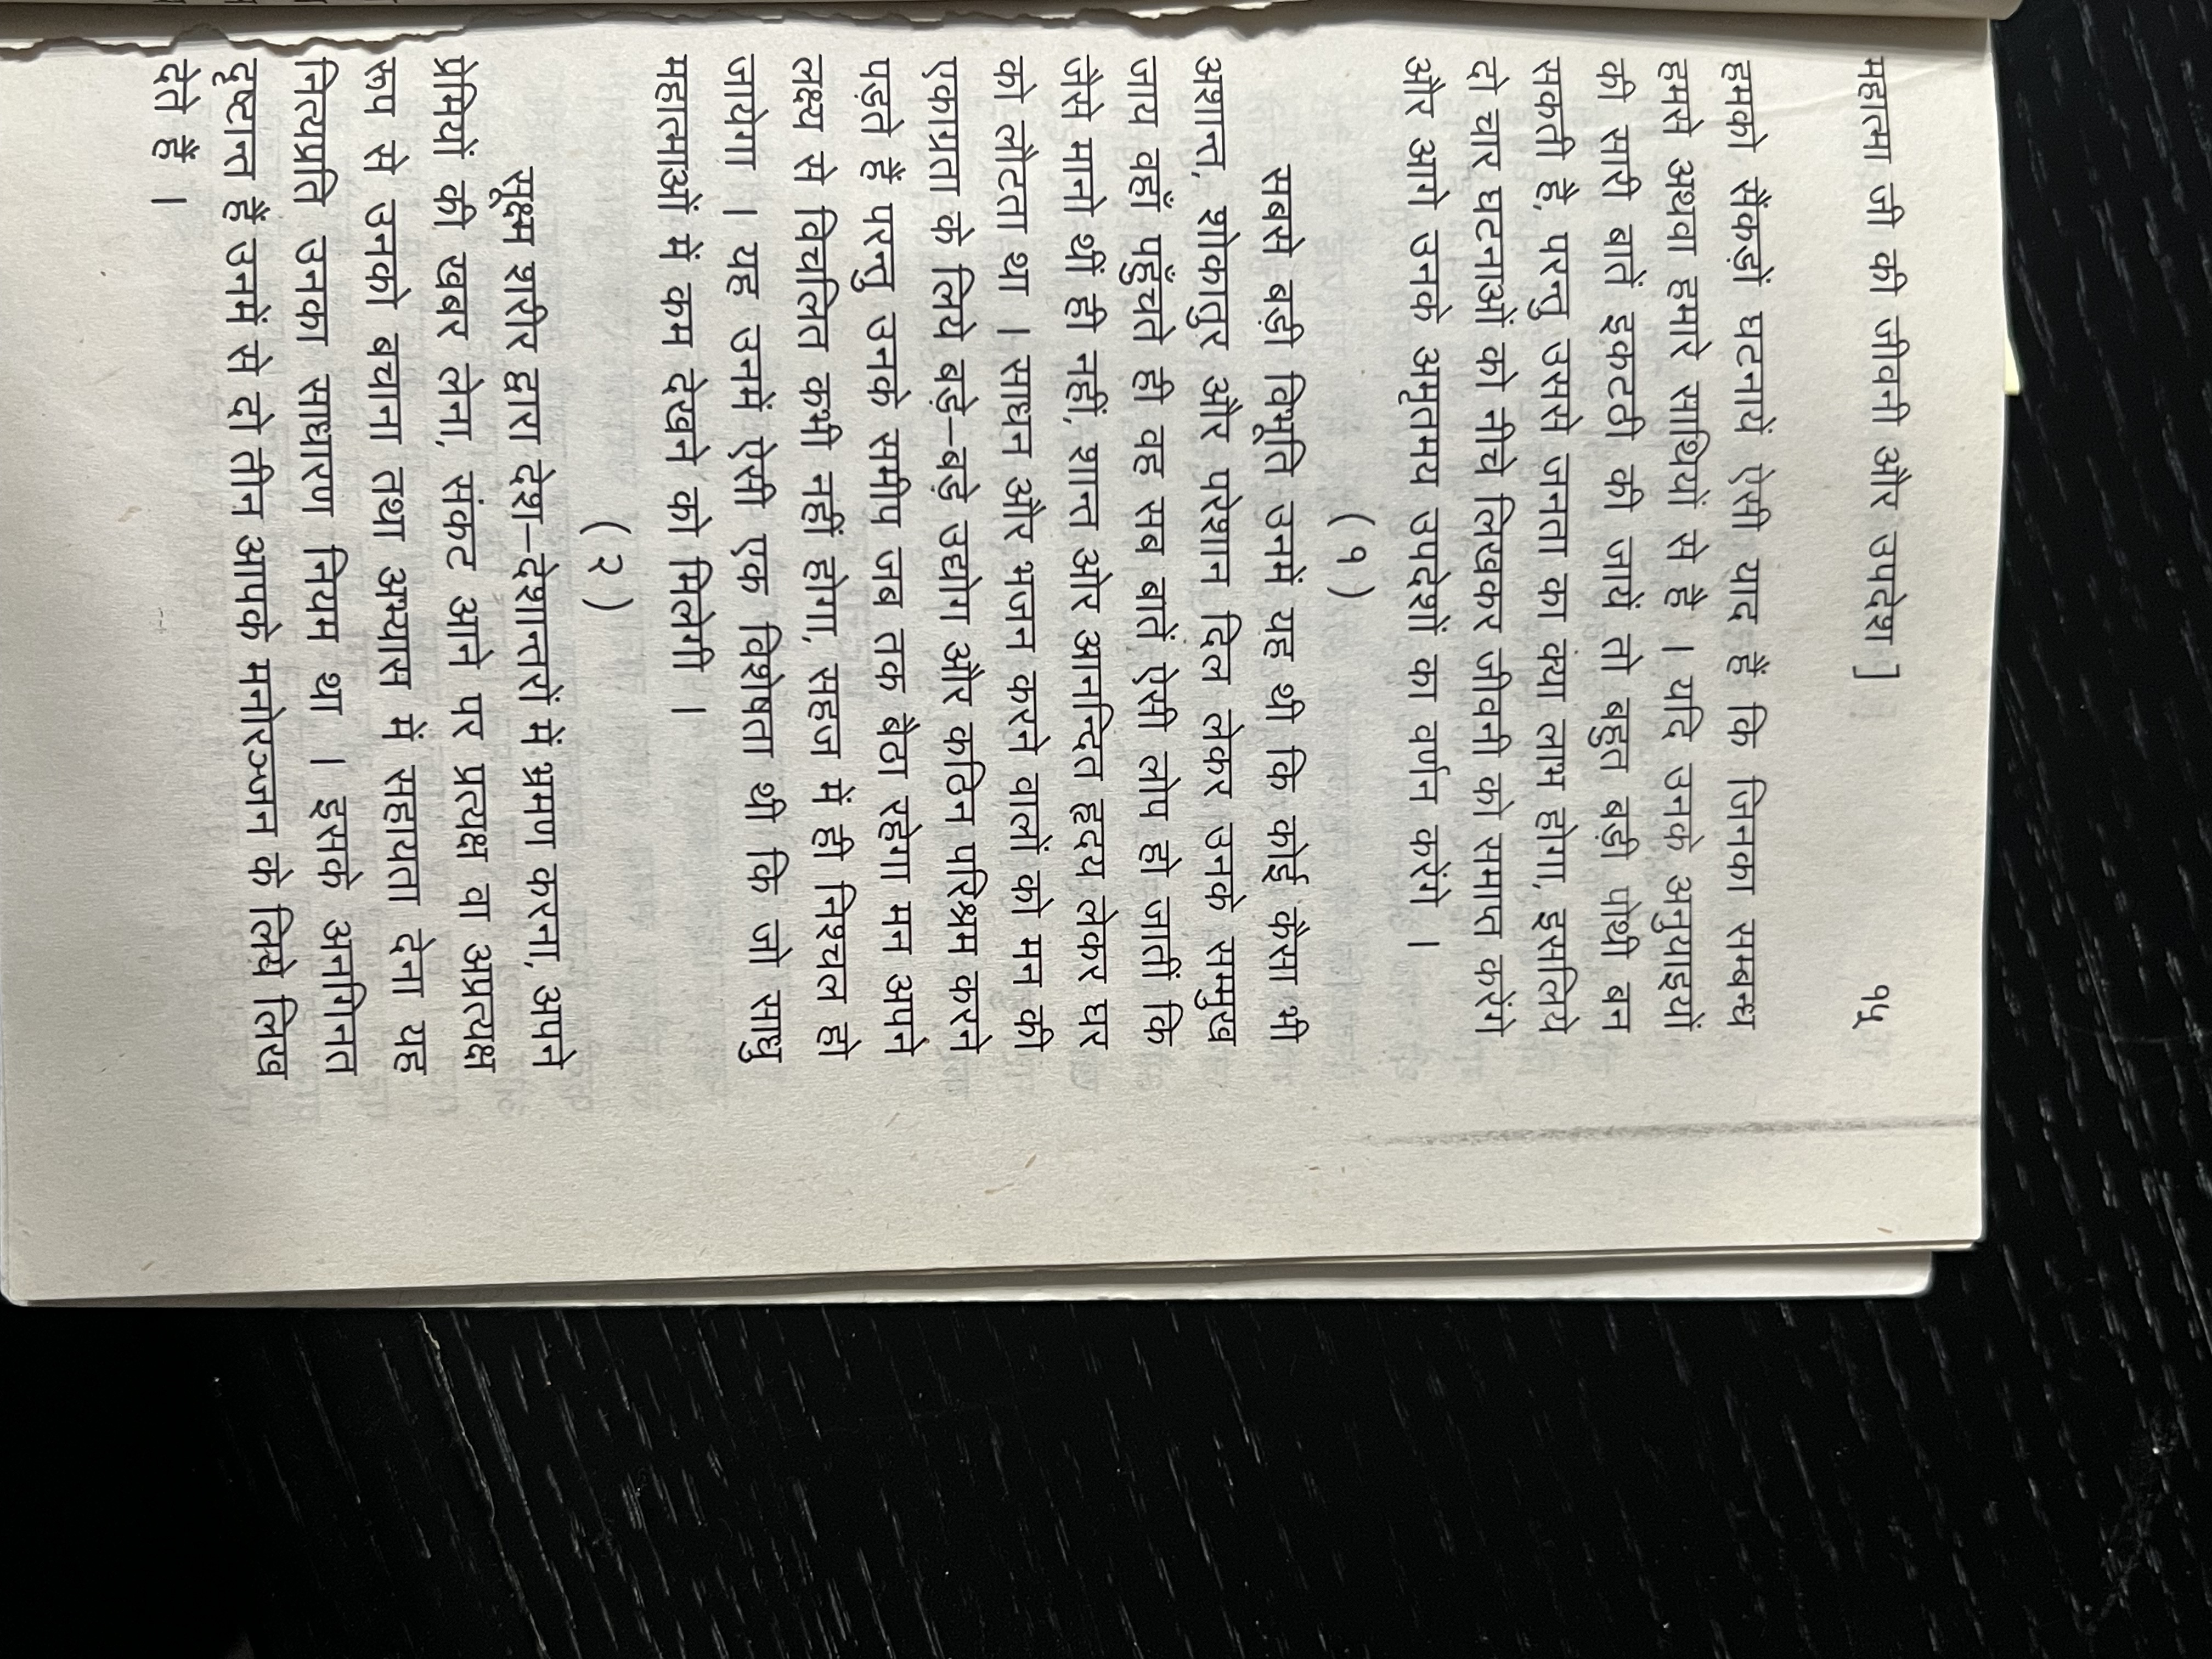 महात्मा जी की जीवनी और उपदेश ] १५
हमको सैंकड़ों घटनायें ऐसी याद हैं कि जिनका सम्बन्ध
हमसे अथवा हमारे साथियों से है । यदि उनके अनुयाइयों
की सारी बातें इकटठी की जायें तो बहुत बड़ी पोथी बन
सकती है, परन्तु उससे जनता का क्या लाभ होगा, इसलिये
दो चार घटनाओं को नीचे लिखकर जीवनी को समाप्त करेंगे
और आगे उनके अमृतमय उपदेशों का वर्णन करेंगे ।
( १ )
सबसे बड़ी विभूति उनमें यह थी कि कोई कैसा भी
अशान्त, शोकातुर और परेशान दिल लेकर उनके सम्मुख
जाय वहाँ पहुँचते ही वह सब बातें ऐसी लोप हो जातीं कि
जैसे मानो थीं ही नहीं, शान्त ओर आनन्दित हृदय लेकर घर
को लौटता था । साधन और भजन करने वालों को मन की
एकाग्रता के लिये बड़े–बड़े उद्योग और कठिन परिश्रम करने
पड़ते हैं परन्तु उनके समीप जब तक बैठा रहेगा मन अपने
लक्ष्य से विचलित कभी नहीं होगा, सहज में ही निश्चल हो
जायेगा । यह उनमें ऐसी एक विशेषता थी कि जो साधु
महात्माओं में कम देखने को मिलेगी ।
( २ )
सूक्ष्म शरीर द्वारा देश–देशान्तरों में भ्रमण करना, अपने
प्रेमियों की खबर लेना, संकट आने पर प्रत्यक्ष वा अप्रत्यक्ष
रूप से उनको बचाना तथा अभ्यास में सहायता देना यह
नित्यप्रति उनका साधारण नियम था । इसके अनगिनत
दृष्टान्त हैं उनमें से दो तीन आपके मनोरञ्जन के लिये लिख
देते हैं ।